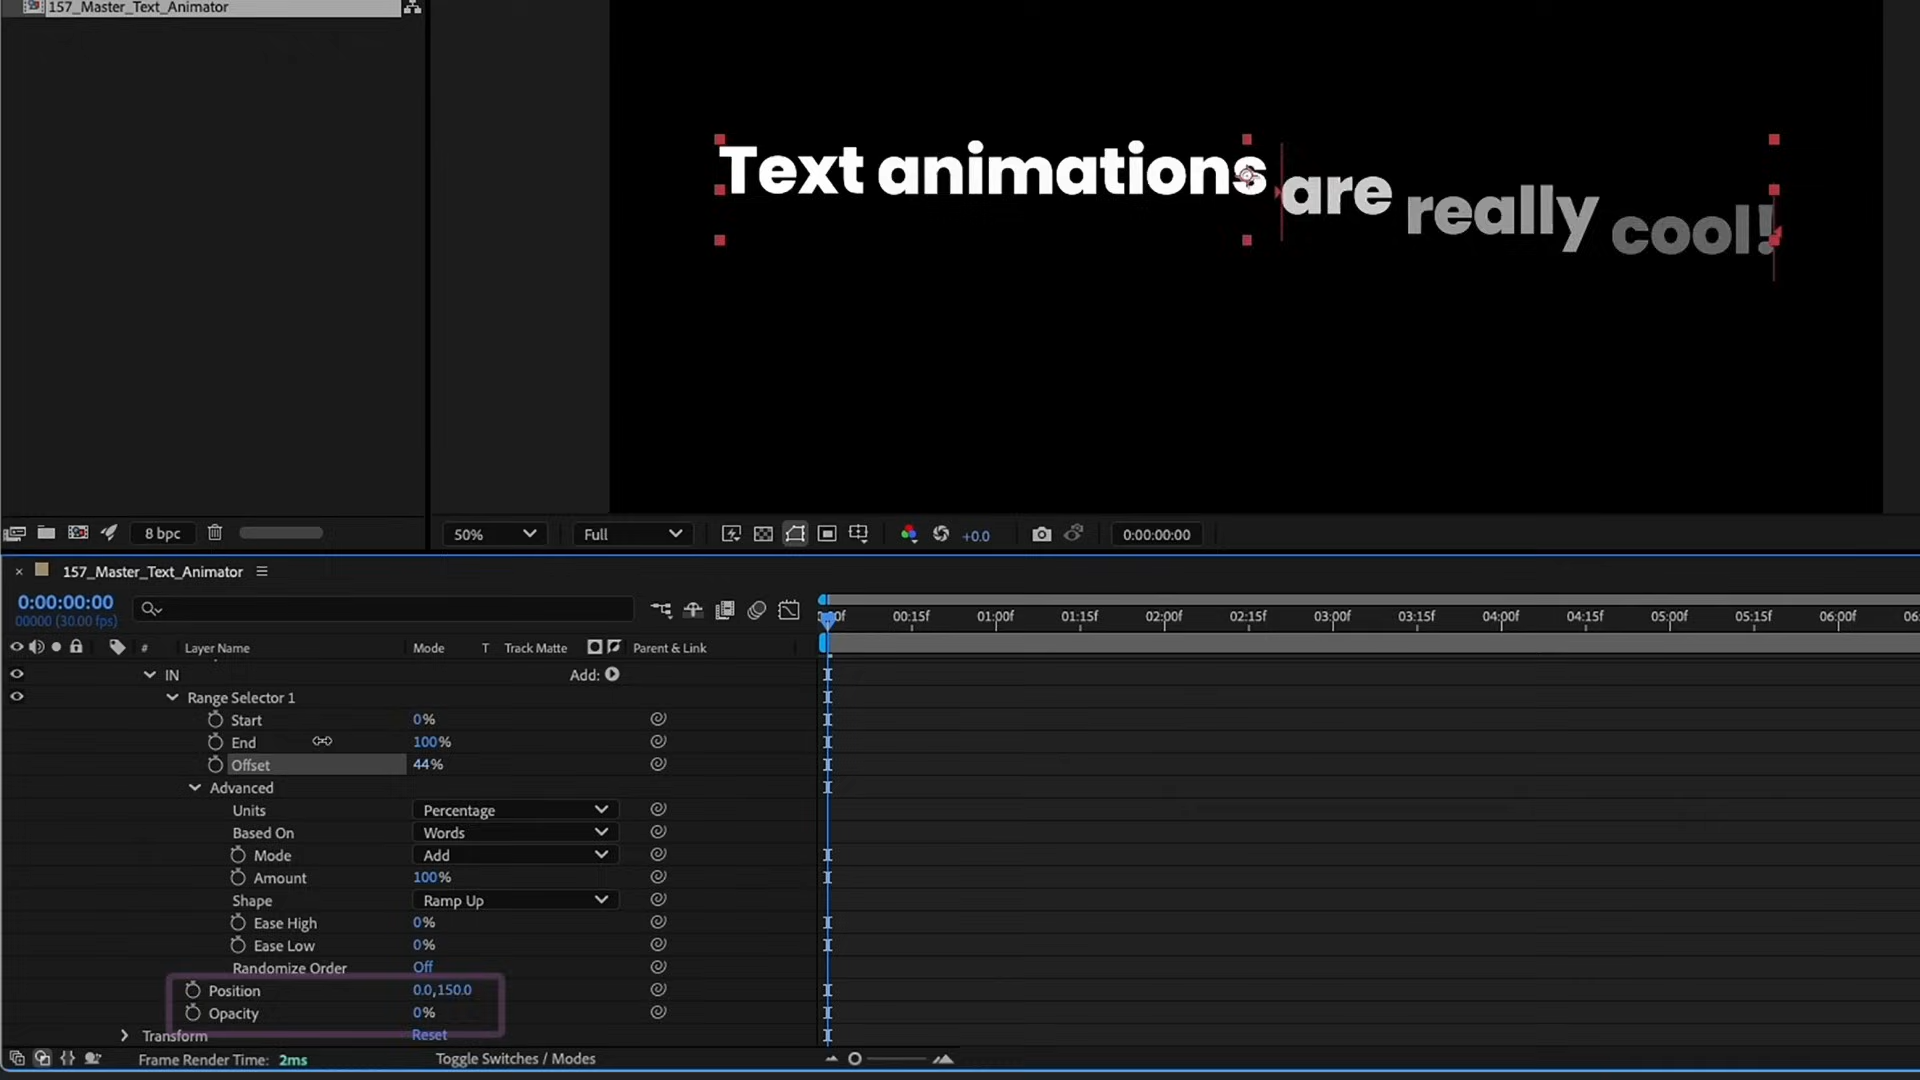 157_Master_Text_Animator
Text animations are really cool!
8 bpc
50%
Full
+0.0
0:00:00:00
× 157_Master_Text_Animator
0:00:00:00
00000 (30.00 fps)
00:15f 01:00f 01:15f 02:00f 02:15f 03:00f 03:15f 04:00f 04:15f 05:00f 05:15f 06:00f
# Layer Name Mode T Track Matte Parent & Link
IN Add:
Range Selector 1
Start 0%
End 100%
Offset 44%
Advanced
Units Percentage
Based On Words
Mode Add
Amount 100%
Shape Ramp Up
Ease High 0%
Ease Low 0%
Randomize Order Off
Position 0.0,150.0
Opacity 0%
Transform Reset
Frame Render Time: 2ms Toggle Switches / Modes